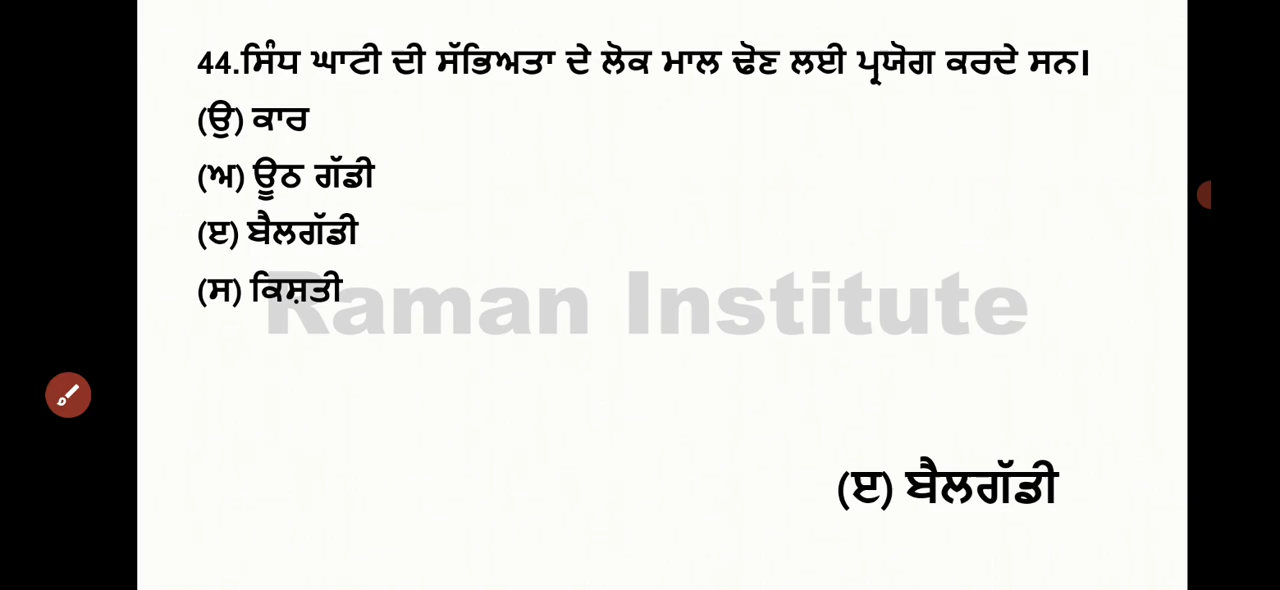 44.ਸਿੰਧ ਘਾਟੀ ਦੀ ਸੱਭਿਅਤਾ ਦੇ ਲੋਕ ਮਾਲ ਢੋਣ ਲਈ ਪ੍ਰਯੋਗ ਕਰਦੇ ਸਨ।
(ਉ) ਕਾਰ
(ਅ) ਊਠ ਗੱਡੀ
(ੲ) ਬੈਲਗੱਡੀ
(ਸ) ਕਿਸ਼ਤੀ
Raman Institute
(ੲ) ਬੈਲਗੱਡੀ